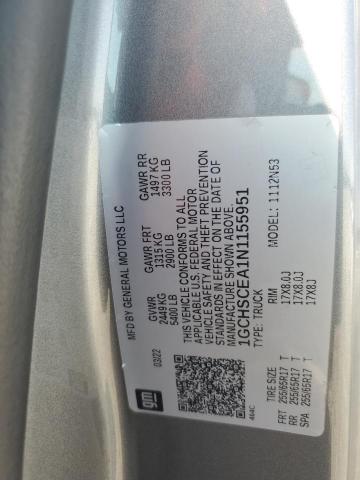 MFD BY GENERAL MOTORS LLC
03/22
GVWR
2449 KG
5400 LB
GAWR FRT
1315 KG
2900 LB
GAWR RR
1497 KG
3300 LB
THIS VEHICLE CONFORMS TO ALL
APPLICABLE U.S. FEDERAL MOTOR
VEHICLE SAFETY AND THEFT PREVENTION
STANDARDS IN EFFECT ON THE DATE OF
MANUFACTURE SHOWN ABOVE.
1GCHSCEA1N1155951
TYPE: TRUCK
MODEL: 1112N53
gm
4I4C
TIRE SIZE RIM
FRT 255/65R17 T 17X8.0J
RR 255/65R17 T 17X8.0J
SPA 255/65R17 T 17X8J